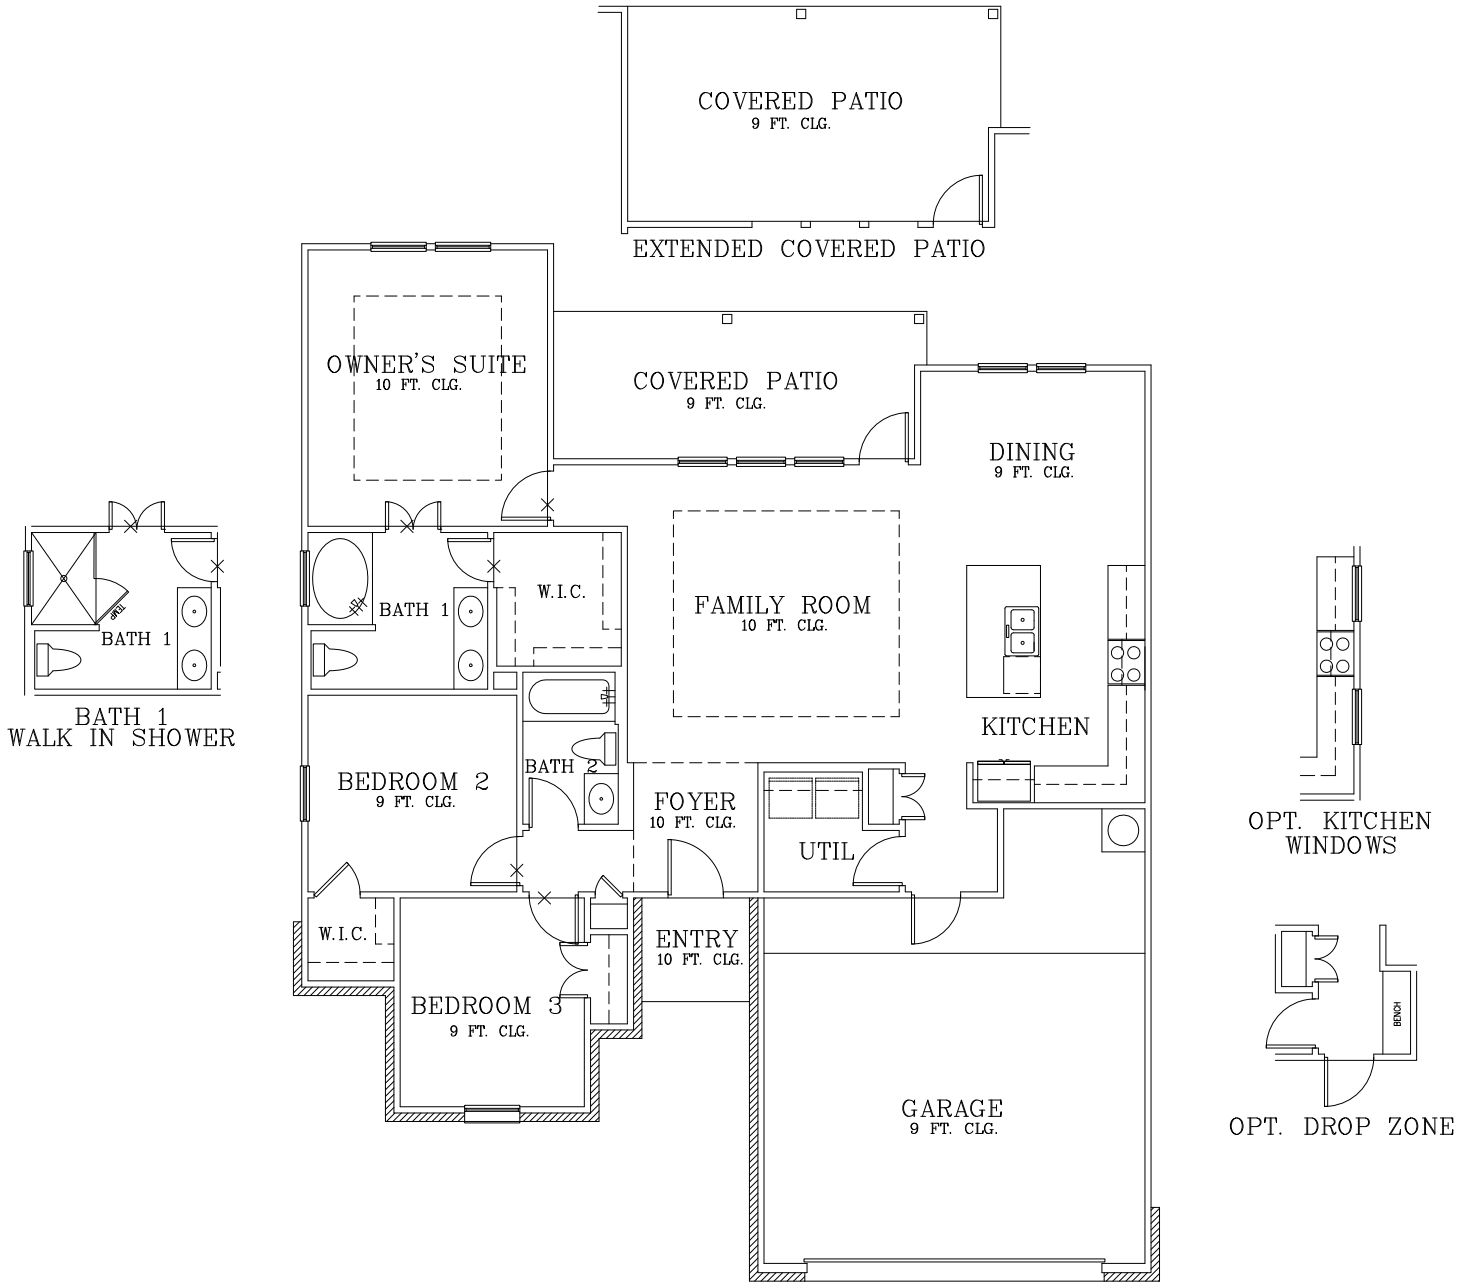 COVERED PATIO
9 FT. CLG.
EXTENDED COVERED PATIO
OWNER'S SUITE
10 FT. CLG.
COVERED PATIO
9 FT. CLG.
DINING
9 FT. CLG.
TEMP
BATH 1
BATH 1
WALK IN SHOWER
BATH 1
W.I.C.
FAMILY ROOM
10 FT. CLG.
KITCHEN
BEDROOM 2
9 FT. CLG.
BATH 2
FOYER
10 FT. CLG.
UTIL
OPT. KITCHEN
WINDOWS
W.I.C.
ENTRY
10 FT. CLG.
BEDROOM 3
9 FT. CLG.
BENCH
OPT. DROP ZONE
GARAGE
9 FT. CLG.